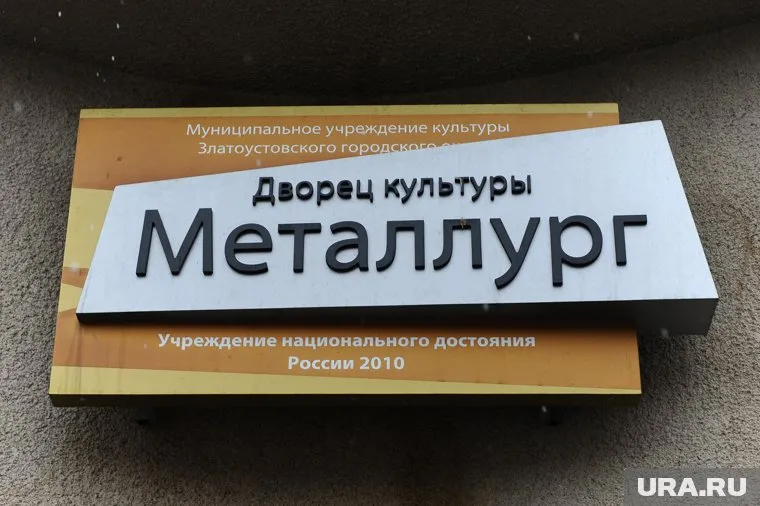 Муниципальное учреждение культуры
Златоустовского городского
Дворец культуры
Металлург
Учреждение национального достояния
России 2010
URA.RU